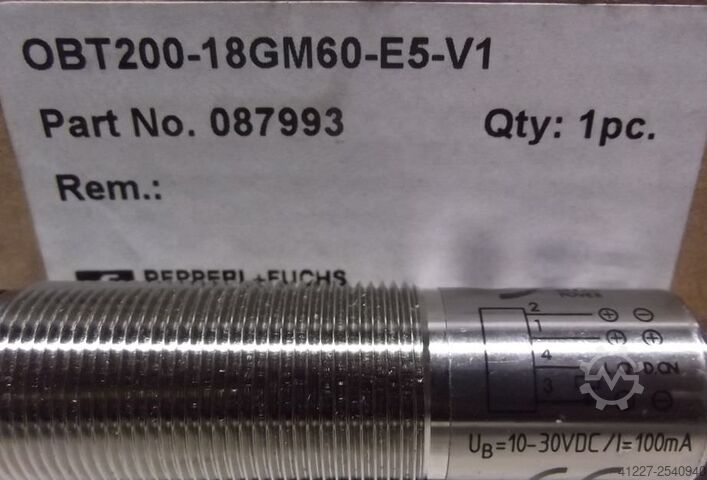 OBT200-18GM60-E5-V1
Part No. 087993 Qty: 1pc.
Rem.:
PEPPERL+FUCHS
2
1
4
3
UB=10-30VDC/I=100mA
41227-2540940